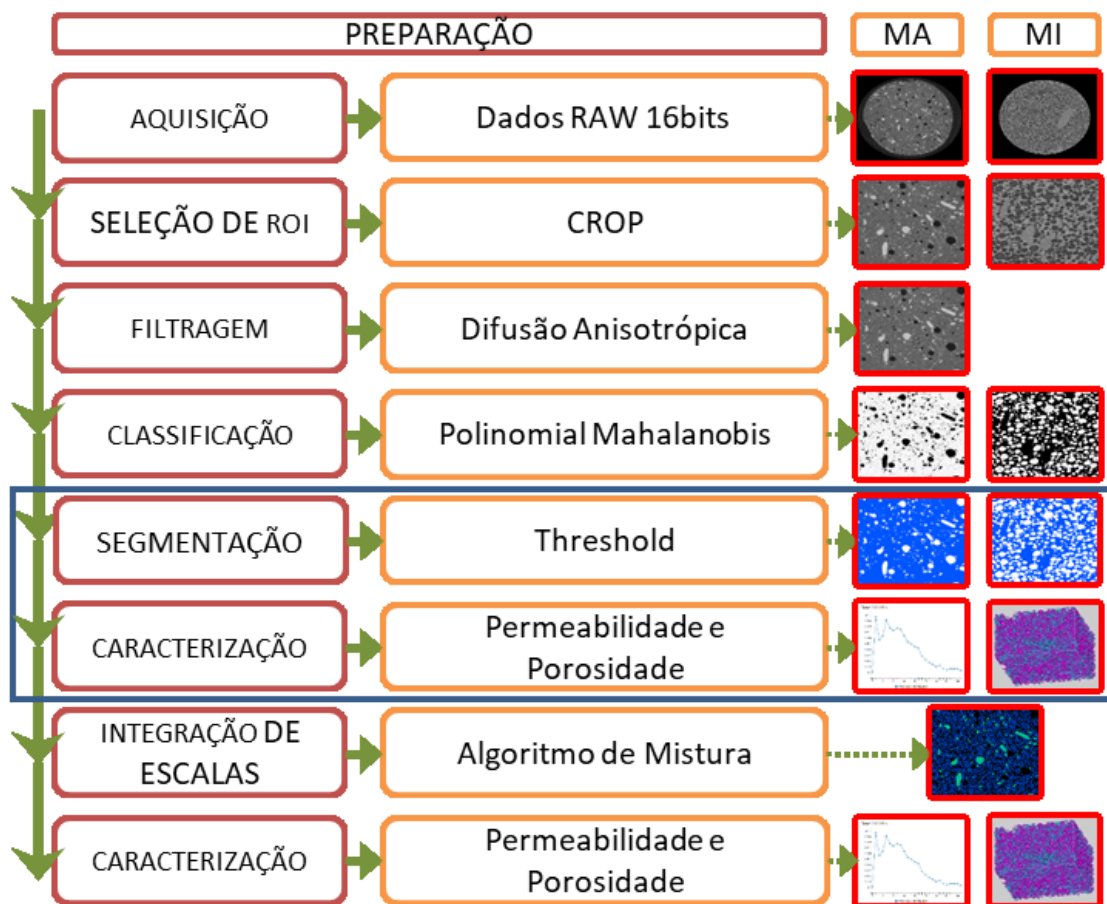 PREPARAÇÃO MA MI
AQUISIÇÃO Dados RAW 16bits
SELEÇÃO DE ROI CROP
FILTRAGEM Difusão Anisotrópica
CLASSIFICAÇÃO Polinomial Mahalanobis
SEGMENTAÇÃO Threshold
CARACTERIZAÇÃO Permeabilidade e
Porosidade
INTEGRAÇÃO DE
ESCALAS Algoritmo de Mistura
CARACTERIZAÇÃO Permeabilidade e
Porosidade